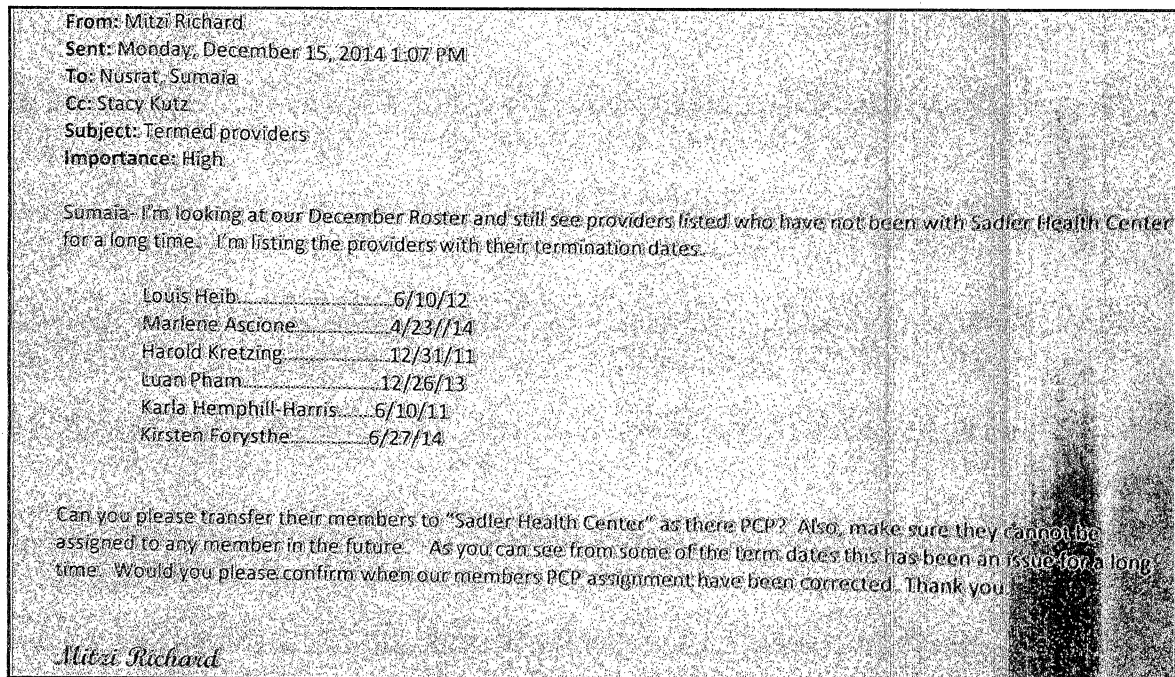 From: Mitzi Richard
Sent: Monday, December 15, 2014 1:07 PM
To: Nusrat, Sumaia
Cc: Stacy Kutz
Subject: Termed providers
Importance: High
Sumaia- I'm looking at our December Roster and still see providers listed who have not been with Sadler Health Center
for a long time. I'm listing the providers with their termination dates.
Louis Heib..............................6/10/12
Marlene Ascione..................4/23//14
Harold Kretzing.....................12/31/11
Luan Pham...........................12/26/13
Karla Hemphill-Harris.......6/10/11
Kirsten Forysthe................6/27/14
Can you please transfer their members to "Sadler Health Center" as there PCP? Also, make sure they cannot be
assigned to any member in the future. As you can see from some of the term dates this has been an issue for a long
time. Would you please confirm when our members PCP assignment have been corrected. Thank you.
Mitzi Richard